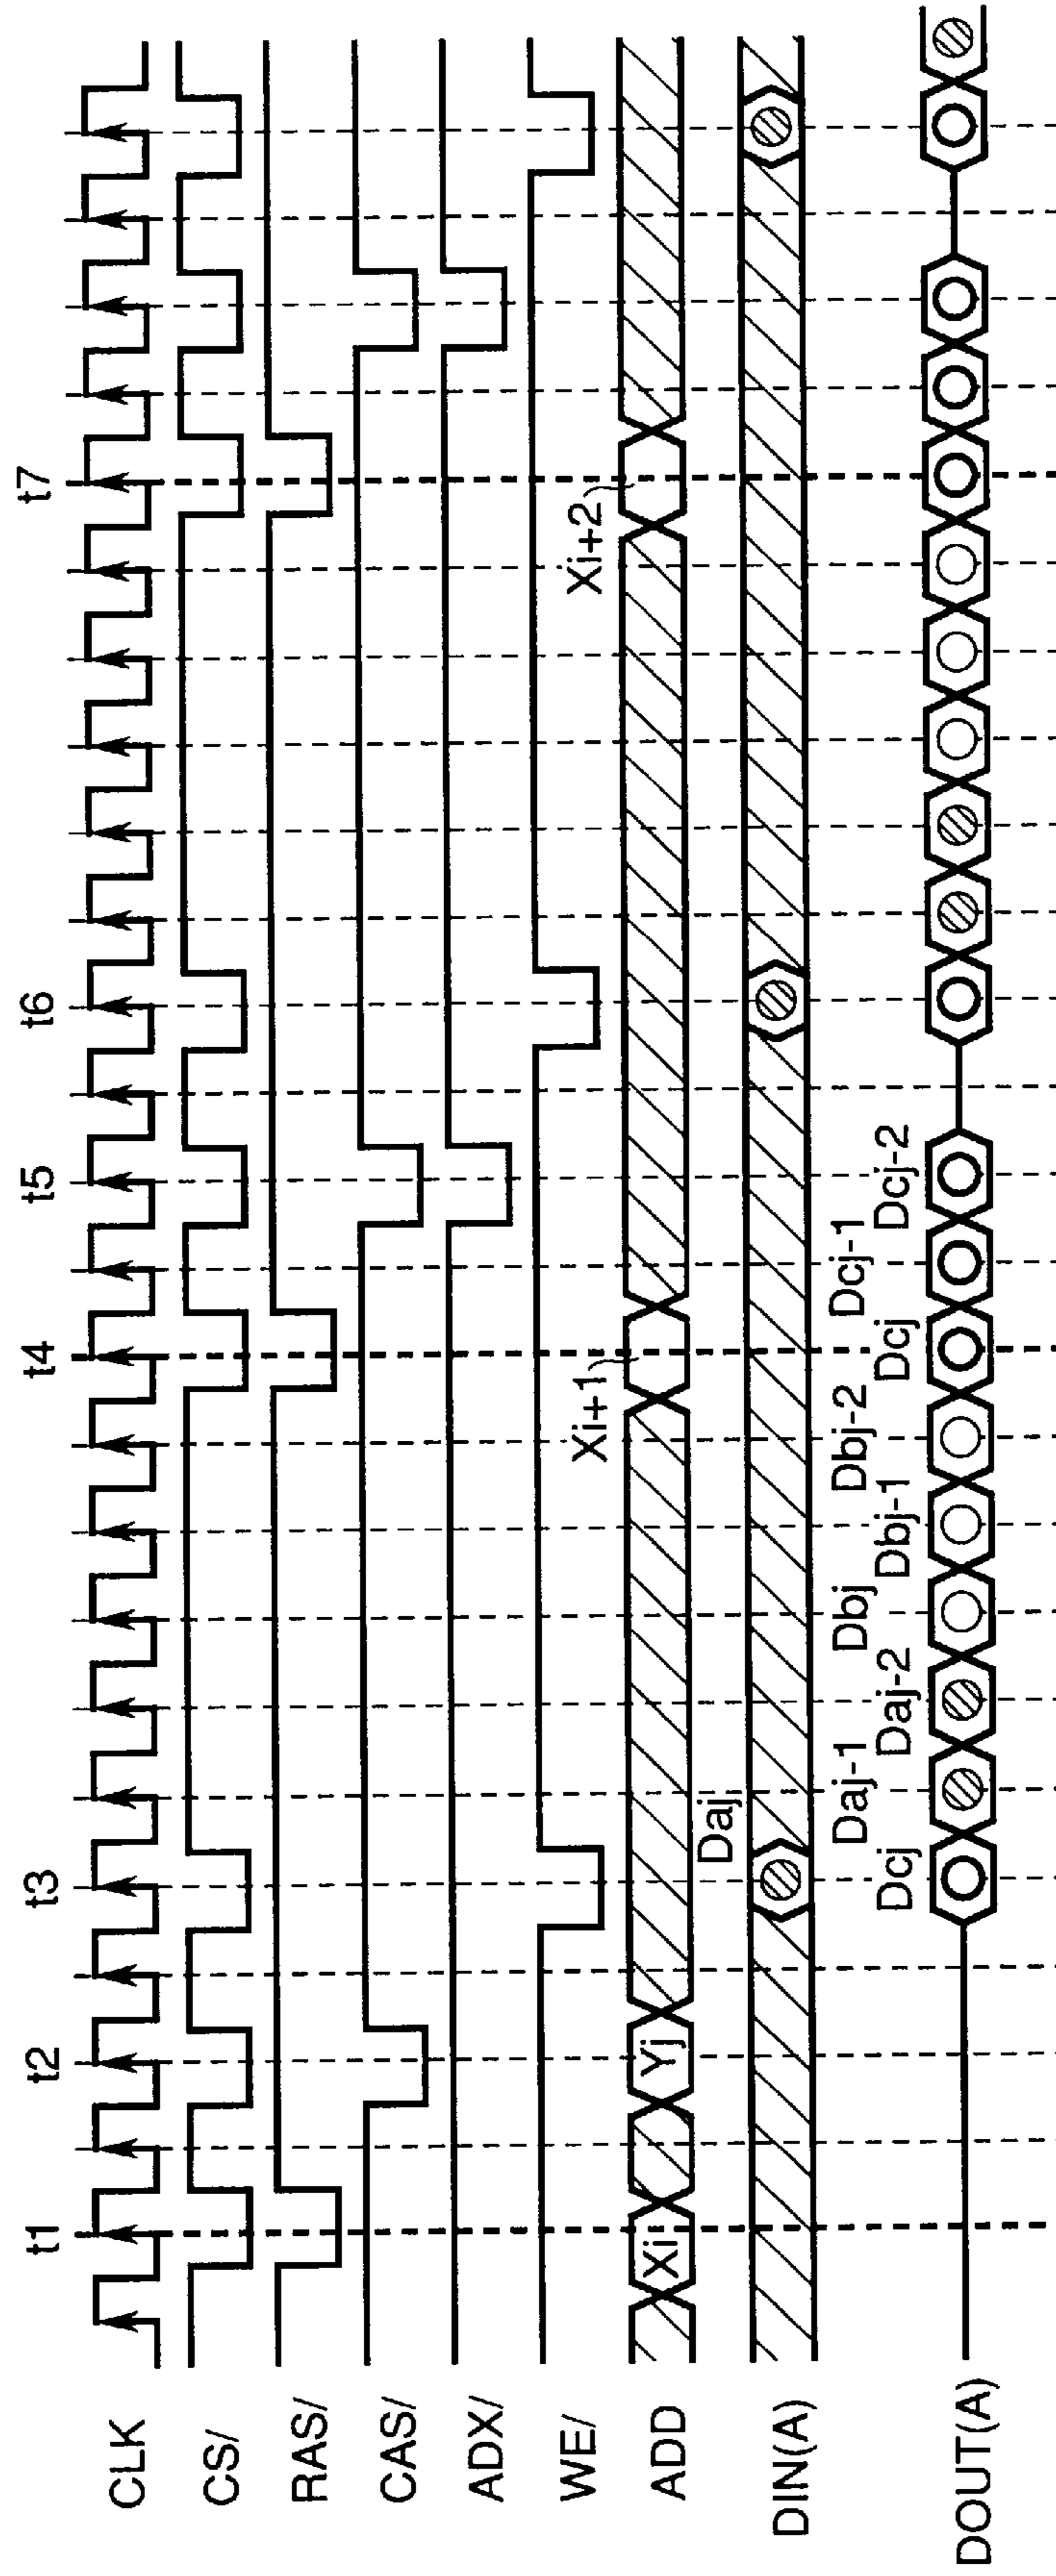 t1 t2 t3 t4 t5 t6 t7
CLK
CS/
RAS/
CAS/
ADX/
WE/
Xi+1 Xi+2
ADD Xi Yj
Daj
DIN(A)
Daj-1 Dbj Dbj-2 Dcj-1
Dcj Daj-2 Dbj-1 Dcj Dcj-2
DOUT(A)